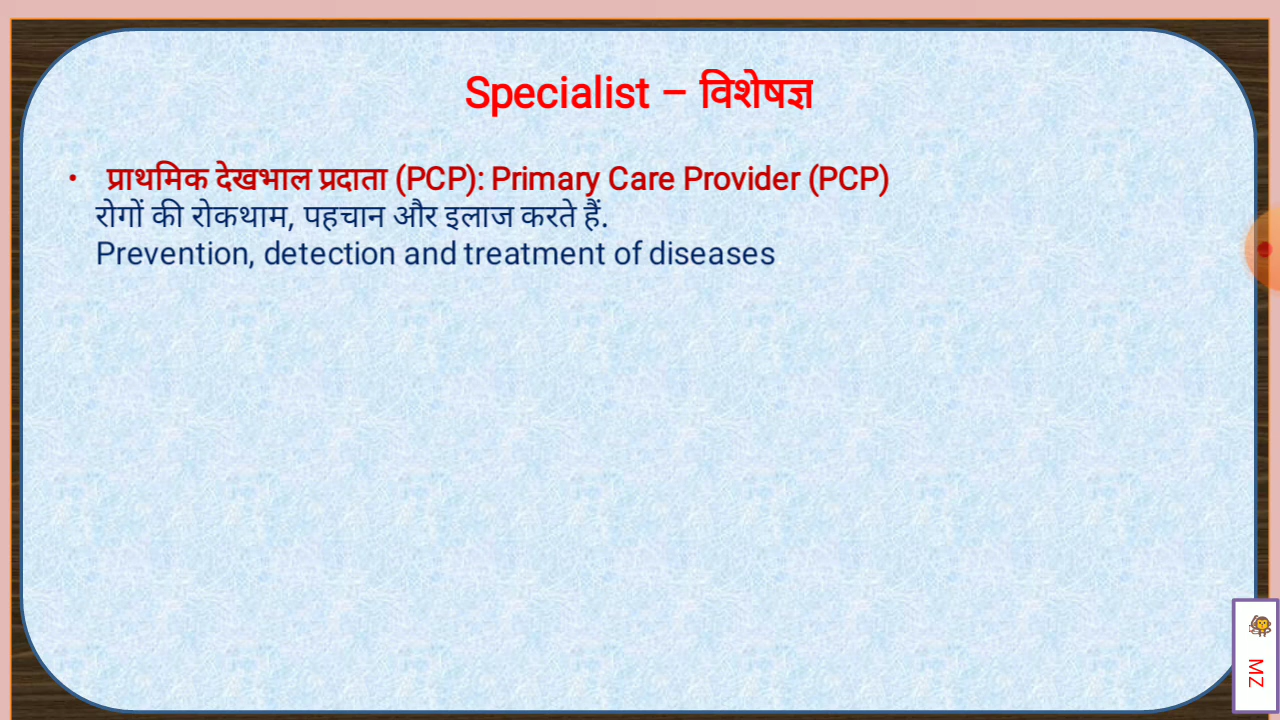 Specialist – विशेषज्ञ
• प्राथमिक देखभाल प्रदाता (PCP): Primary Care Provider (PCP)
रोगों की रोकथाम, पहचान और इलाज करते हैं.
Prevention, detection and treatment of diseases
MZ